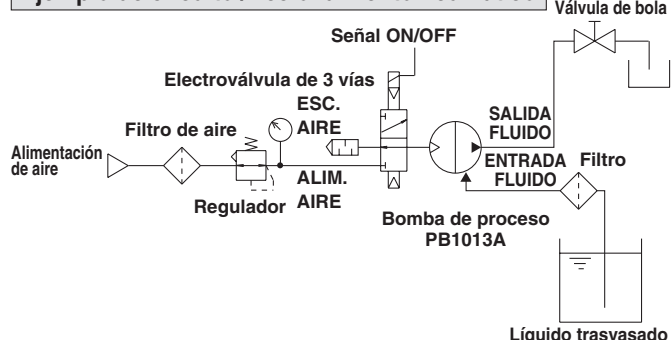 Válvula de bola
Señal ON/OFF
Electroválvula de 3 vías
ESC.
AIRE
Filtro de aire
Alimentación
de aire
SALIDA
FLUIDO
ENTRADA
FLUIDO
Filtro
ALIM.
AIRE
Regulador
Bomba de proceso
PB1013A
Líquido trasvasado